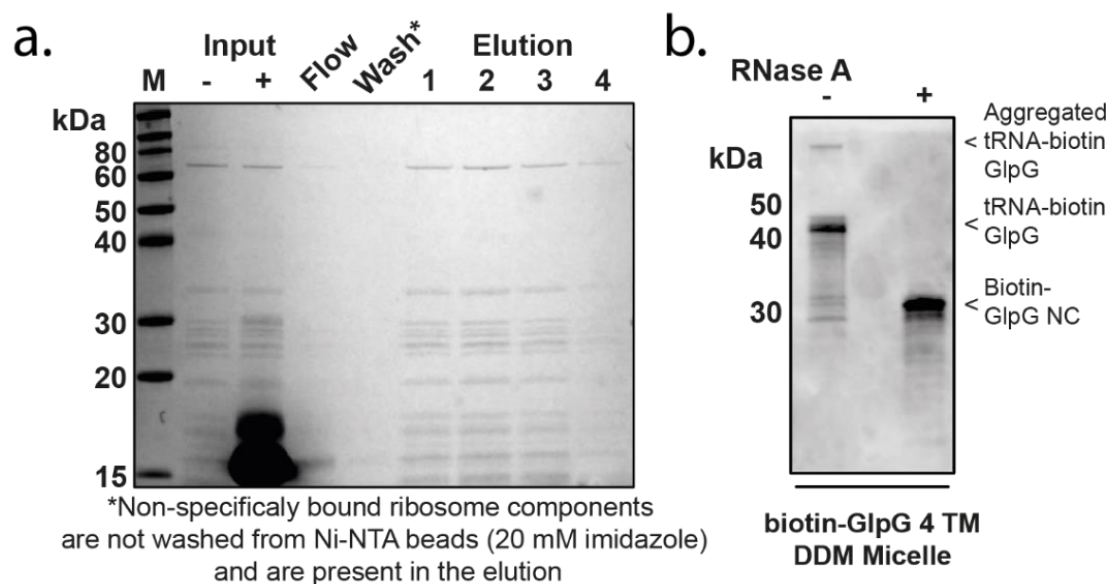 a.
Input
Flow
Wash*
Elution
M - + 1 2 3 4
kDa
80
60
50
40
30
20
15
*Non-specificaly bound ribosome components
are not washed from Ni-NTA beads (20 mM imidazole)
and are present in the elution
b.
RNase A
- +
kDa
50
40
30
Aggregated
< tRNA-biotin
GlpG
tRNA-biotin
< GlpG
Biotin-
< GlpG NC
biotin-GlpG 4 TM
DDM Micelle